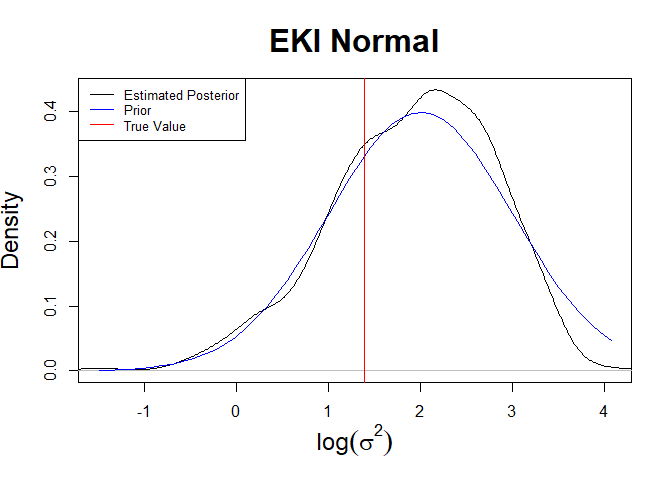 EKI Normal
Estimated Posterior
Prior
True Value
Density
0.0
0.1
0.2
0.3
0.4
-1
0
1
2
3
4
log(σ²)